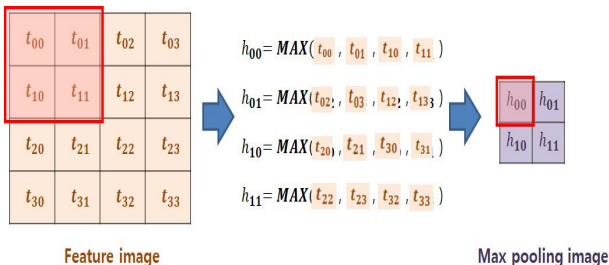 t₀₀ t₀₁ t₀₂ t₀₃
t₁₀ t₁₁ t₁₂ t₁₃
t₂₀ t₂₁ t₂₂ t₂₃
t₃₀ t₃₁ t₃₂ t₃₃
Feature image
h₀₀= MAX(t₀₀ , t₀₁ , t₁₀ , t₁₁ )
h₀₁= MAX(t₀₂, t₀₃, t₁₂, t₁₃ )
h₁₀= MAX(t₂₀, t₂₁ , t₃₀ , t₃₁ )
h₁₁= MAX(t₂₂ , t₂₃ , t₃₂ , t₃₃ )
h₀₀ h₀₁
h₁₀ h₁₁
Max pooling image